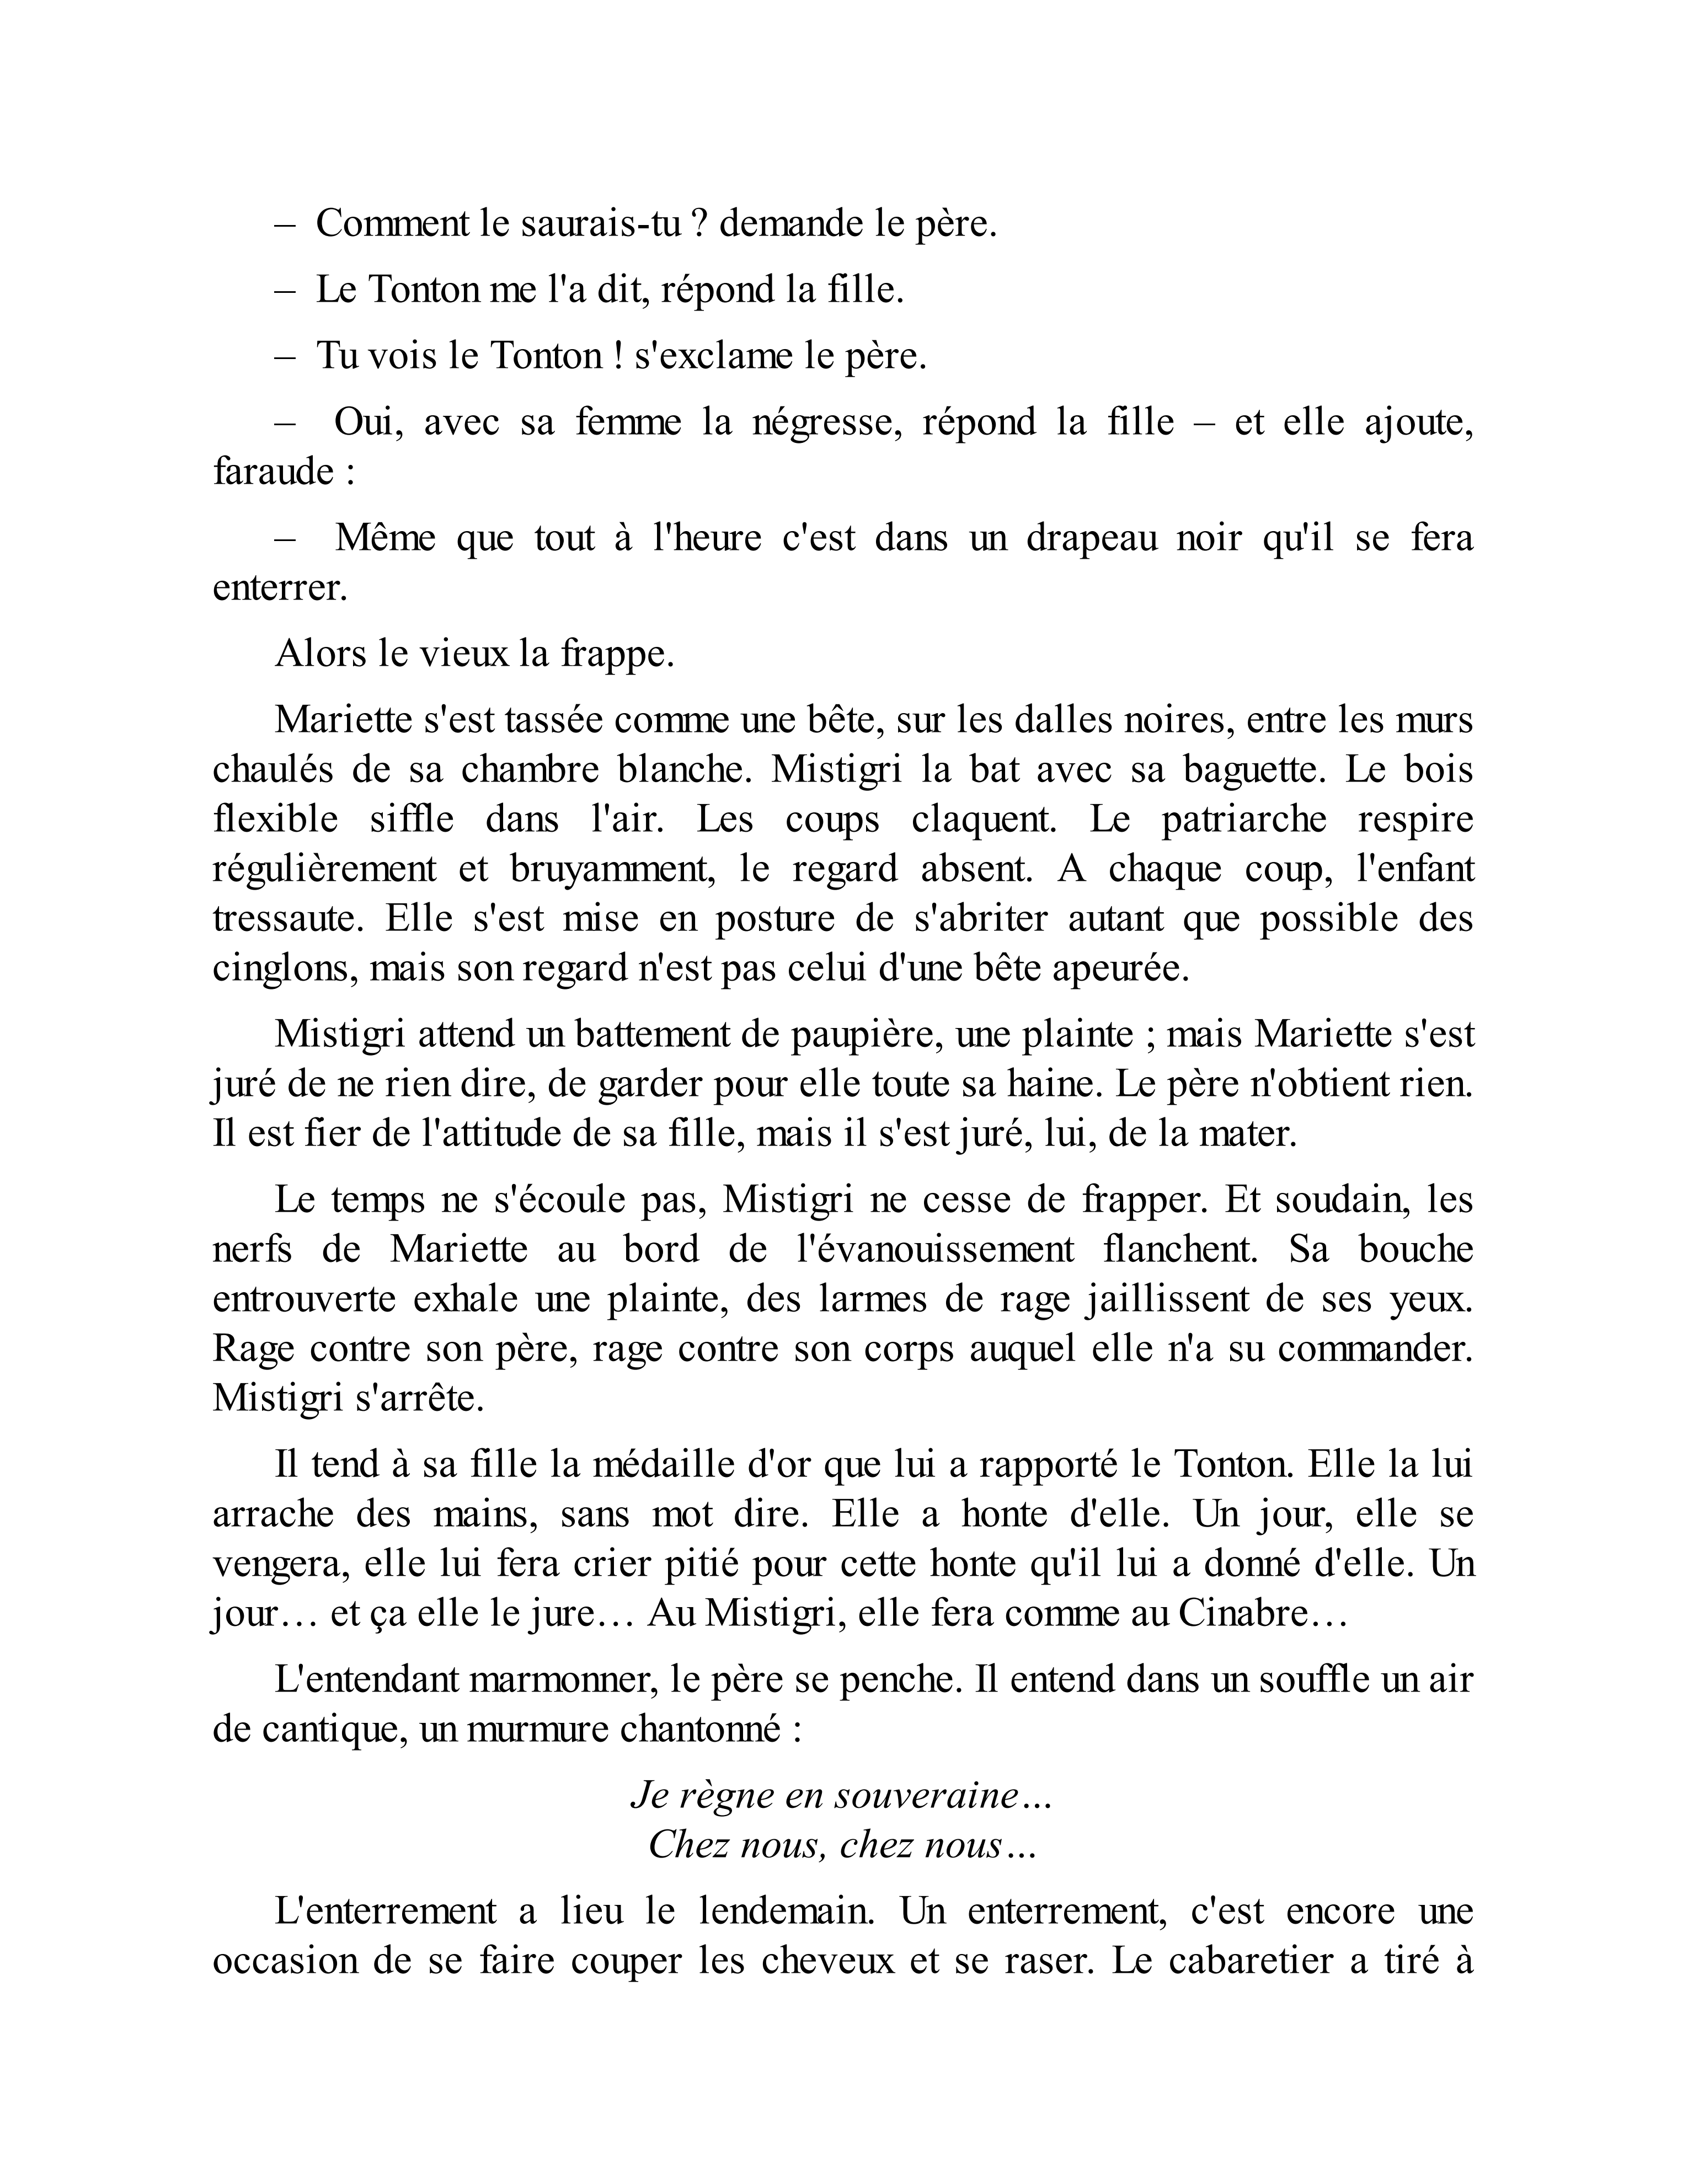 – Comment le saurais-tu ? demande le père.
– Le Tonton me l'a dit, répond la fille.
– Tu vois le Tonton ! s'exclame le père.
– Oui, avec sa femme la négresse, répond la fille – et elle ajoute,
faraude :
– Même que tout à l'heure c'est dans un drapeau noir qu'il se fera
enterrer.
Alors le vieux la frappe.
Mariette s'est tassée comme une bête, sur les dalles noires, entre les murs
chaulés de sa chambre blanche. Mistigri la bat avec sa baguette. Le bois
flexible siffle dans l'air. Les coups claquent. Le patriarche respire
régulièrement et bruyamment, le regard absent. A chaque coup, l'enfant
tressaute. Elle s'est mise en posture de s'abriter autant que possible des
cinglons, mais son regard n'est pas celui d'une bête apeurée.
Mistigri attend un battement de paupière, une plainte ; mais Mariette s'est
juré de ne rien dire, de garder pour elle toute sa haine. Le père n'obtient rien.
Il est fier de l'attitude de sa fille, mais il s'est juré, lui, de la mater.
Le temps ne s'écoule pas, Mistigri ne cesse de frapper. Et soudain, les
nerfs de Mariette au bord de l'évanouissement flanchent. Sa bouche
entrouverte exhale une plainte, des larmes de rage jaillissent de ses yeux.
Rage contre son père, rage contre son corps auquel elle n'a su commander.
Mistigri s'arrête.
Il tend à sa fille la médaille d'or que lui a rapporté le Tonton. Elle la lui
arrache des mains, sans mot dire. Elle a honte d'elle. Un jour, elle se
vengera, elle lui fera crier pitié pour cette honte qu'il lui a donné d'elle. Un
jour… et ça elle le jure… Au Mistigri, elle fera comme au Cinabre…
L'entendant marmonner, le père se penche. Il entend dans un souffle un air
de cantique, un murmure chantonné :
Je règne en souveraine…
Chez nous, chez nous…
L'enterrement a lieu le lendemain. Un enterrement, c'est encore une
occasion de se faire couper les cheveux et se raser. Le cabaretier a tiré à